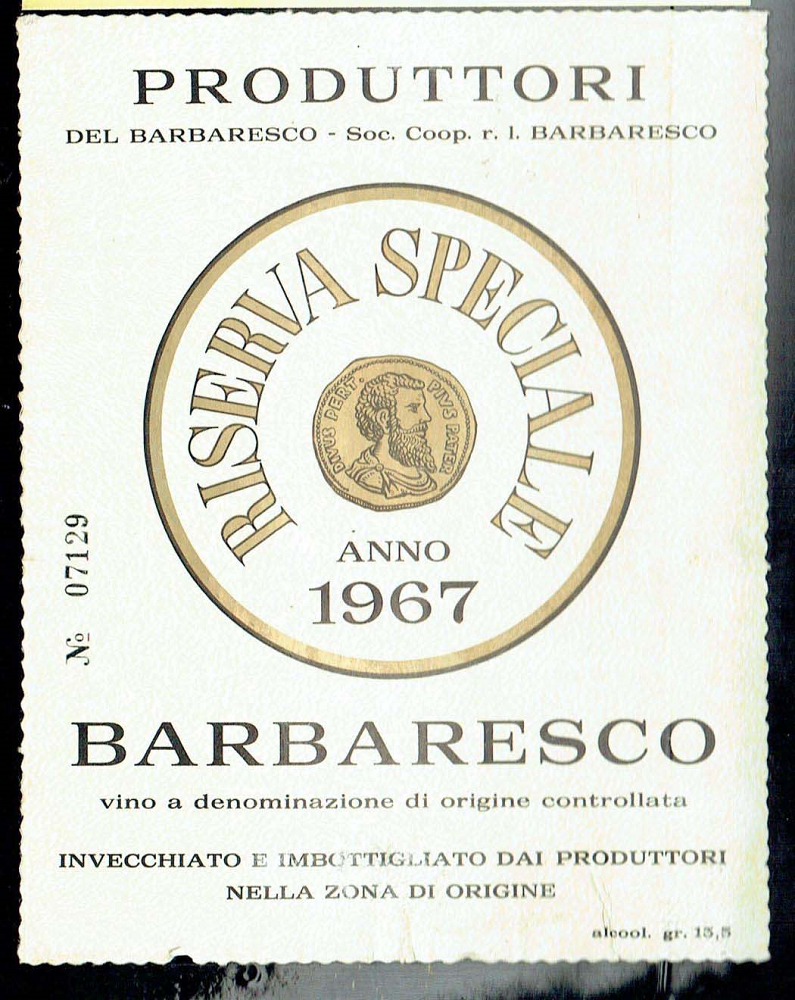 PRODUTTORI
DEL BARBARESCO - Soc. Coop. r. l. BARBARESCO
RISERVA SPECIALE
DIVUS PERT. PIVS PATER
ANNO
1967
№ 07129
BARBARESCO
vino a denominazione di origine controllata
INVECCHIATO E IMBOTTIGLIATO DAI PRODUTTORI
NELLA ZONA DI ORIGINE
alcool. gr. 13,5